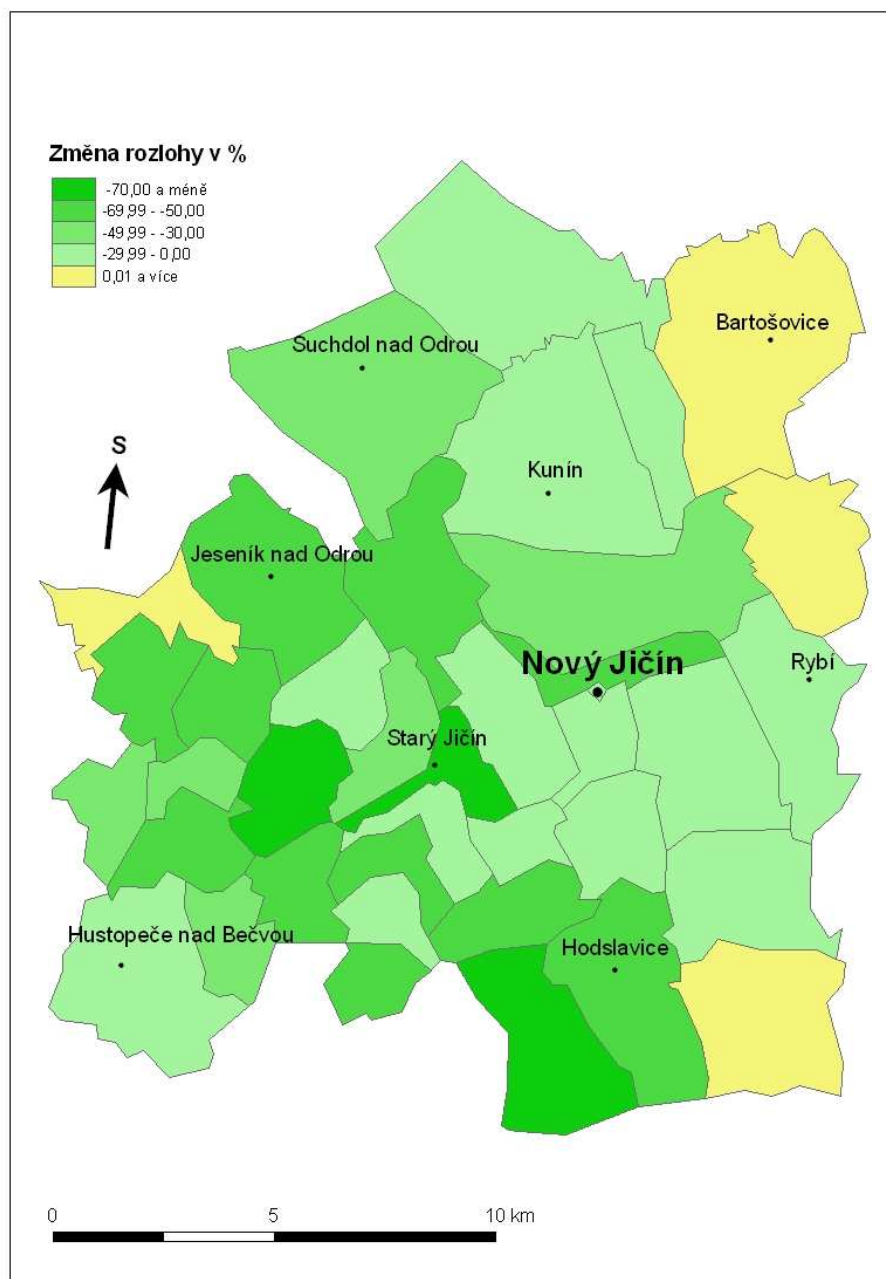 Změna rozlohy v %
-70,00 a méně
-69,99 - -50,00
-49,99 - -30,00
-29,99 - 0,00
0,01 a více
Bartošovice
Suchdol nad Odrou
S
Kunín
Jeseník nad Odrou
Nový Jičín
Rybí
Starý Jičín
Hustopeče nad Bečvou
Hodslavice
0 5 10 km